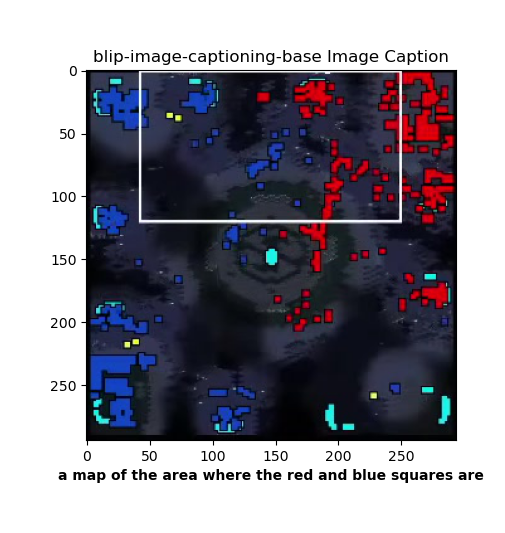 blip-image-captioning-base Image Caption
0
50
100
150
200
250
0 50 100 150 200 250
a map of the area where the red and blue squares are